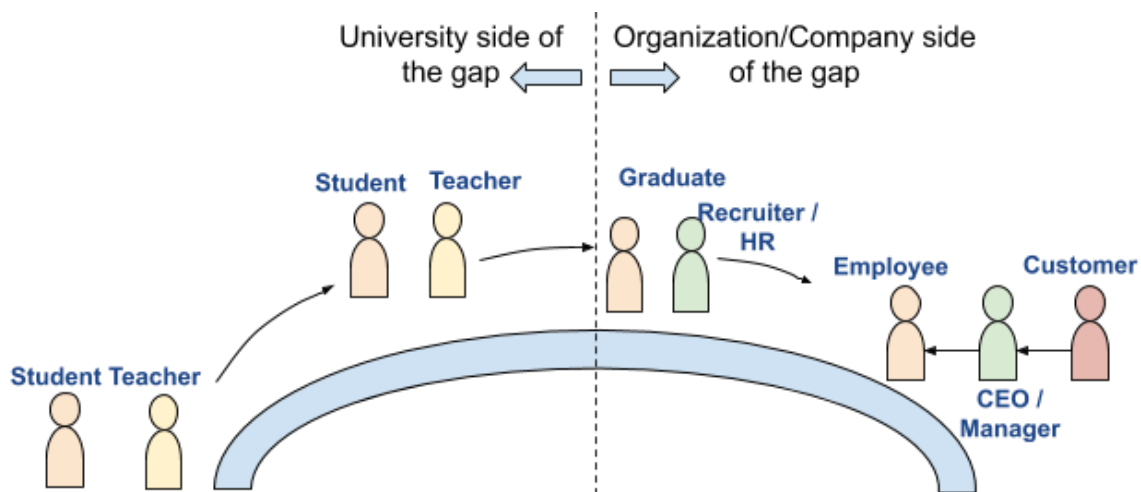 University side of
the gap
Organization/Company side
of the gap
Student
Teacher
Graduate
Recruiter /
HR
Employee
Customer
Student Teacher
CEO /
Manager